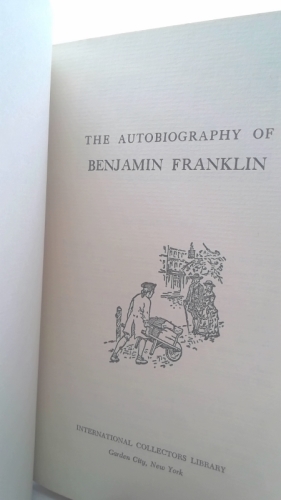 THE AUTOBIOGRAPHY OF
BENJAMIN FRANKLIN
INTERNATIONAL COLLECTORS LIBRARY
Garden City, New York